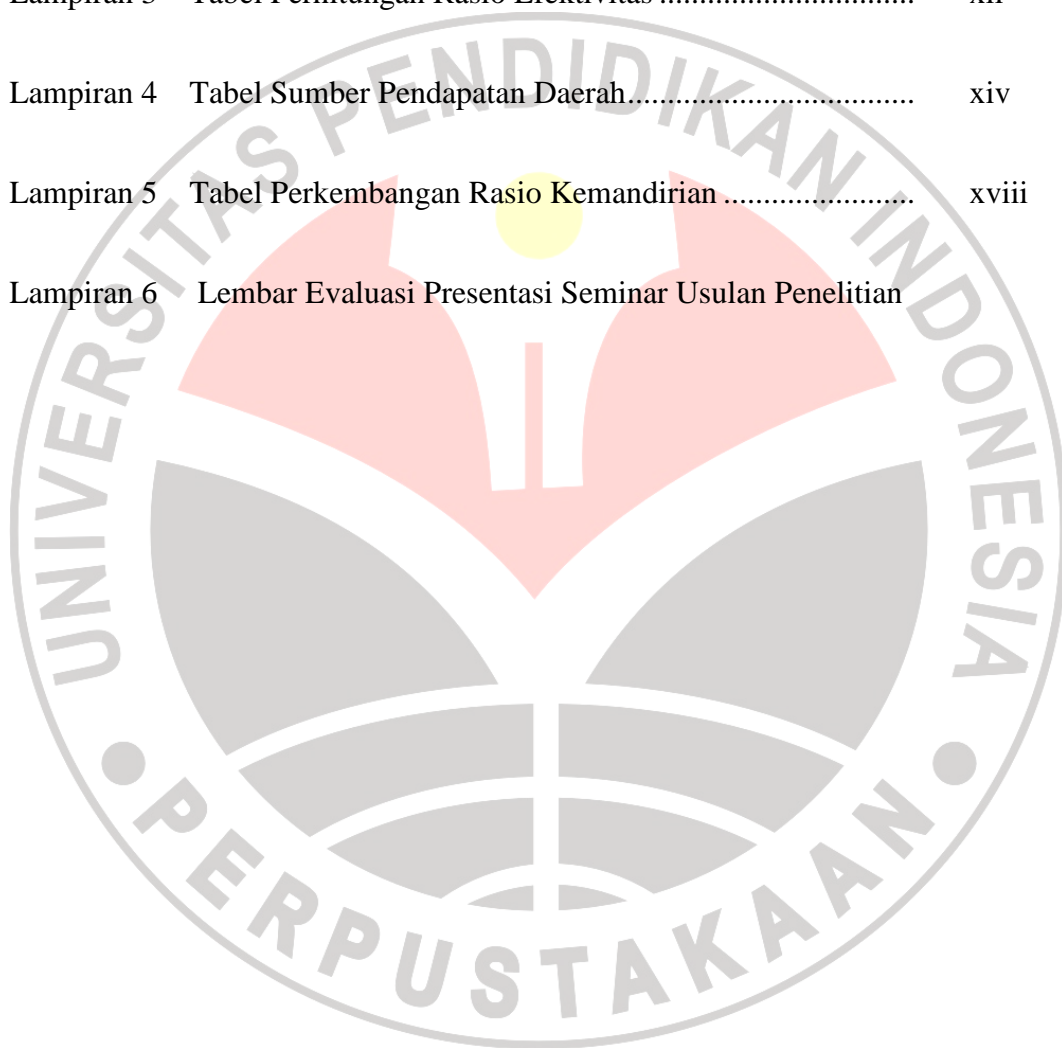 Lampiran 3 Tabel Perhitungan Rasio Efektivitas ................................ xii
Lampiran 4 Tabel Sumber Pendapatan Daerah.................................. xiv
Lampiran 5 Tabel Perkembangan Rasio Kemandirian ....................... xviii
Lampiran 6 Lembar Evaluasi Presentasi Seminar Usulan Penelitian
UNIVERSITAS PENDIDIKAN INDONESIA
PERPUSTAKAAN